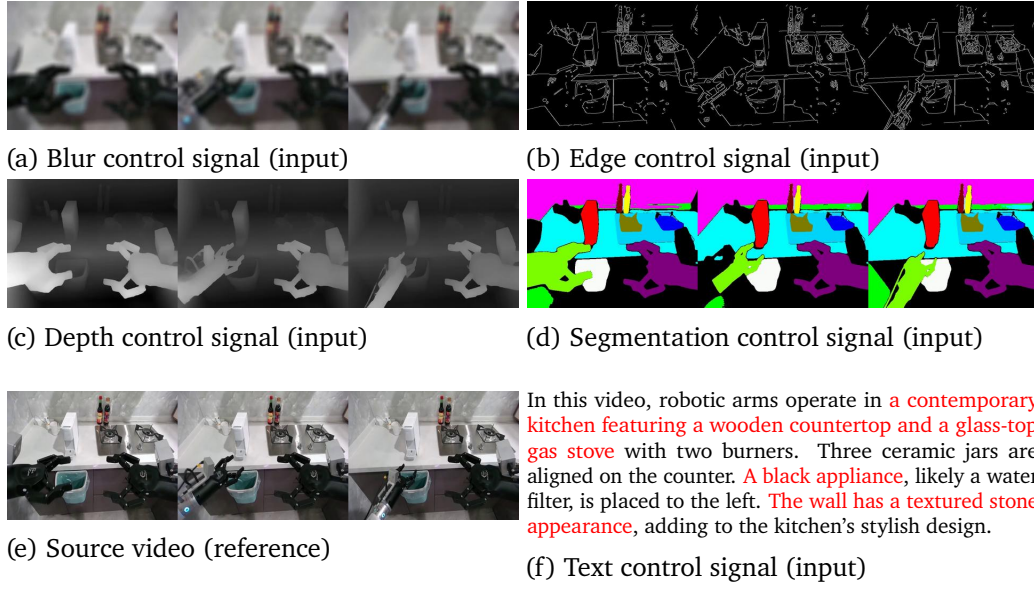 (a) Blur control signal (input)
(b) Edge control signal (input)
(c) Depth control signal (input)
(d) Segmentation control signal (input)
(e) Source video (reference)
In this video, robotic arms operate in a contemporary
kitchen featuring a wooden countertop and a glass-top
gas stove with two burners. Three ceramic jars are
aligned on the counter. A black appliance, likely a water
filter, is placed to the left. The wall has a textured stone
appearance, adding to the kitchen's stylish design.
(f) Text control signal (input)